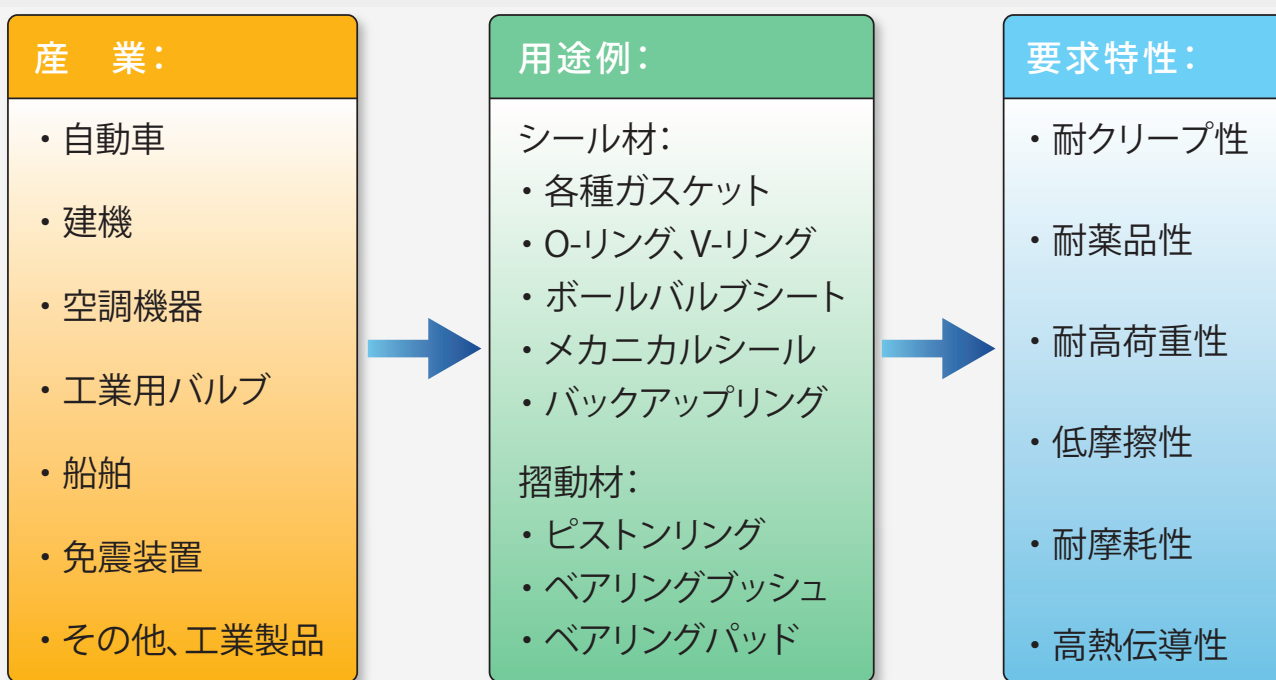 産　業：
・自動車
・建機
・空調機器
・工業用バルブ
・船舶
・免震装置
・その他、工業製品
用途例：
シール材：
・各種ガスケット
・O-リング、V-リング
・ボールバルブシート
・メカニカルシール
・バックアップリング
摺動材：
・ピストンリング
・ベアリングブッシュ
・ベアリングパッド
要求特性：
・耐クリープ性
・耐薬品性
・耐高荷重性
・低摩擦性
・耐摩耗性
・高熱伝導性